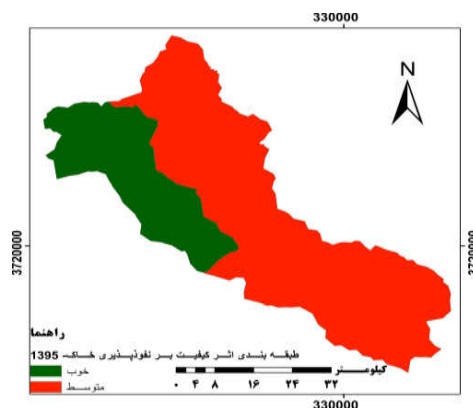 330000
N
3720000
3720000
راهنما
طبقه بندی اثر کیفیت بر نفوذپذیری خاک- 1395
خوب
متوسط
کیلومتر
۰ ۴ ۸ ۱۶ ۲۴ ۳۲
330000